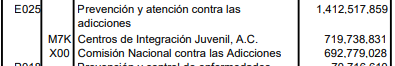 E025 Prevención y atención contra las 1,412,517,859
adicciones
M7K Centros de Integración Juvenil, A.C. 719,738,831
X00 Comisión Nacional contra las Adicciones 692,779,028